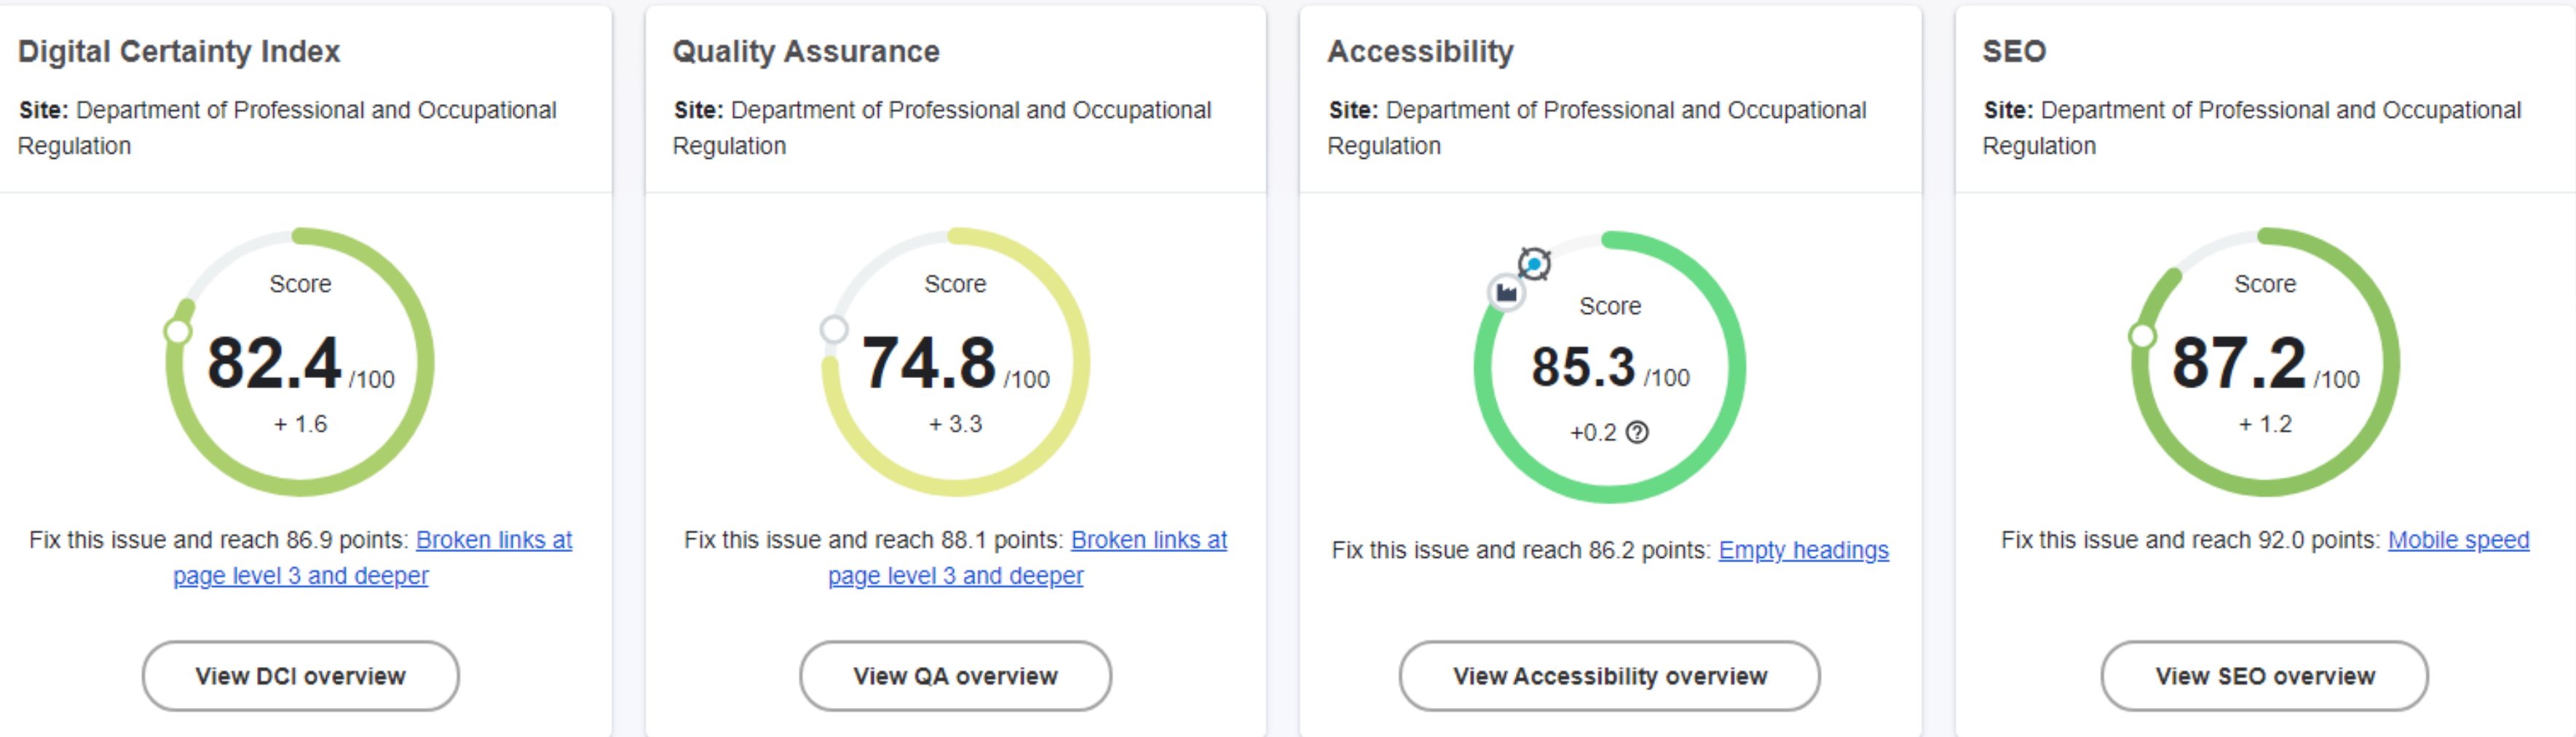 Digital Certainty Index
Site: Department of Professional and Occupational
Regulation
Score
82.4 /100
+ 1.6
Fix this issue and reach 86.9 points: Broken links at
page level 3 and deeper
View DCI overview
Quality Assurance
Site: Department of Professional and Occupational
Regulation
Score
74.8 /100
+ 3.3
Fix this issue and reach 88.1 points: Broken links at
page level 3 and deeper
View QA overview
Accessibility
Site: Department of Professional and Occupational
Regulation
Score
85.3 /100
+0.2 ?
Fix this issue and reach 86.2 points: Empty headings
View Accessibility overview
SEO
Site: Department of Professional and Occupational
Regulation
Score
87.2 /100
+ 1.2
Fix this issue and reach 92.0 points: Mobile speed
View SEO overview